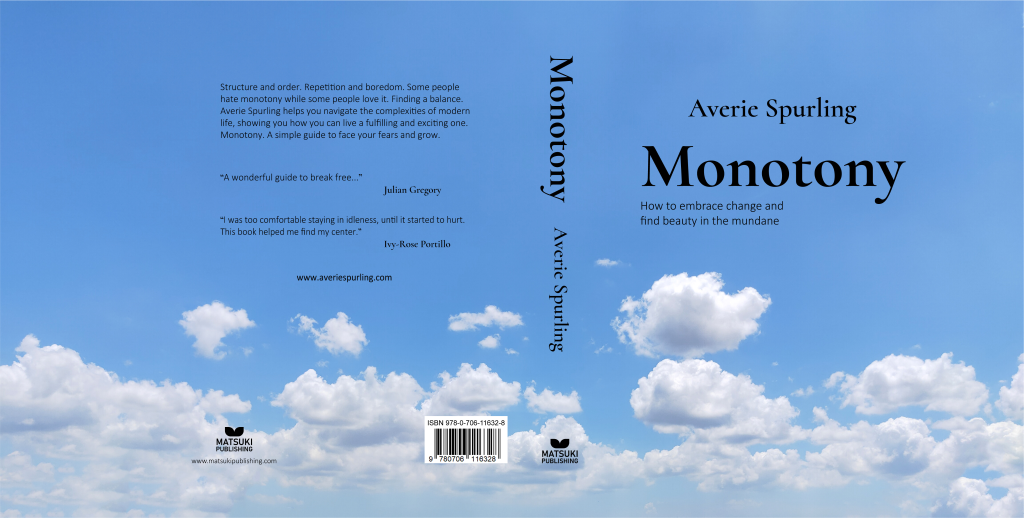 Structure and order. Repetition and boredom. Some people
hate monotony while some people love it. Finding a balance.
Averie Spurling helps you navigate the complexities of modern
life, showing you how you can live a fulfilling and exciting one.
Monotony. A simple guide to face your fears and grow.
“A wonderful guide to break free...”
Julian Gregory
“I was too comfortable staying in idleness, until it started to hurt.
This book helped me find my center.”
Ivy-Rose Portillo
www.averiespurling.com
MATSUKI
PUBLISHING
www.matsukipublishing.com
ISBN 978-0-706-11632-8
9 780706 116328
Monotony
Averie Spurling
MATSUKI
PUBLISHING
Averie Spurling
Monotony
How to embrace change and
find beauty in the mundane